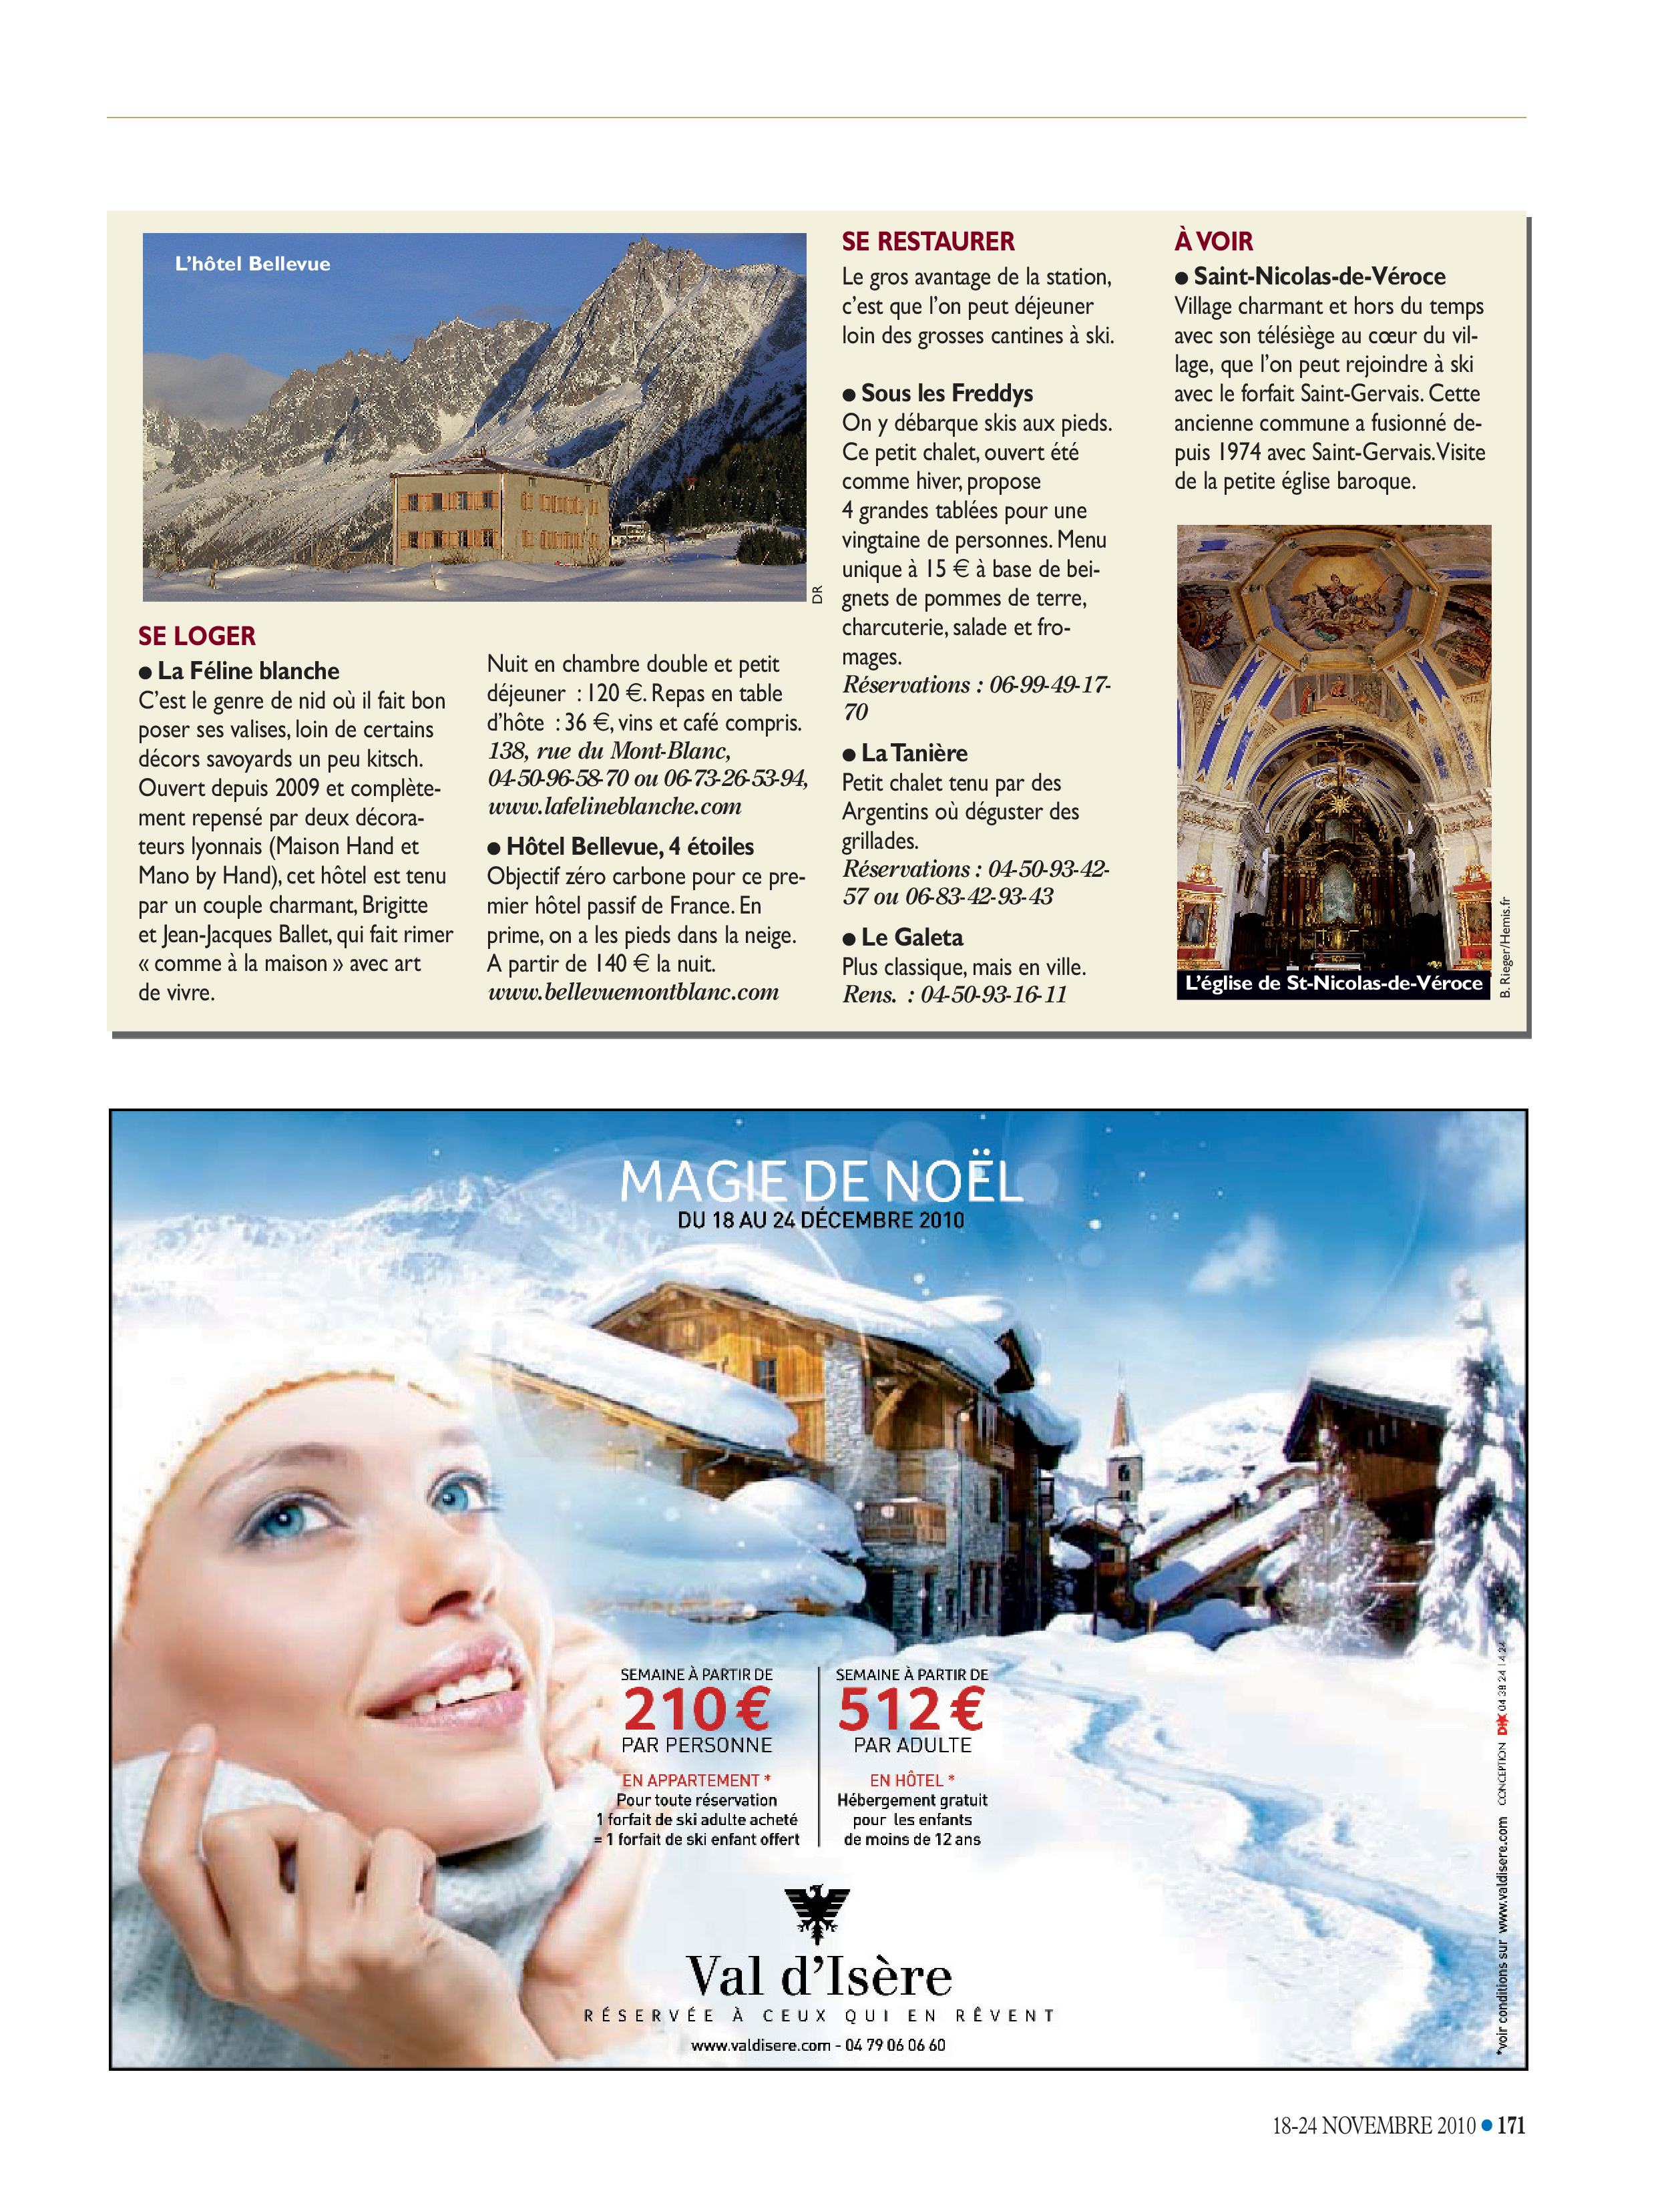 L'hôtel Bellevue
DR
SE LOGER
● La Féline blanche
C'est le genre de nid où il fait bon
poser ses valises, loin de certains
décors savoyards un peu kitsch.
Ouvert depuis 2009 et complète-
ment repensé par deux décora-
teurs lyonnais (Maison Hand et
Mano by Hand), cet hôtel est tenu
par un couple charmant, Brigitte
et Jean-Jacques Ballet, qui fait rimer
« comme à la maison » avec art
de vivre.
Nuit en chambre double et petit
déjeuner : 120 €. Repas en table
d'hôte : 36 €, vins et café compris.
138, rue du Mont-Blanc,
04-50-96-58-70 ou 06-73-26-53-94,
www.lafelineblanche.com
● Hôtel Bellevue, 4 étoiles
Objectif zéro carbone pour ce pre-
mier hôtel passif de France. En
prime, on a les pieds dans la neige.
A partir de 140 € la nuit.
www.bellevuemontblanc.com
SE RESTAURER
Le gros avantage de la station,
c'est que l'on peut déjeuner
loin des grosses cantines à ski.
● Sous les Freddys
On y débarque skis aux pieds.
Ce petit chalet, ouvert été
comme hiver, propose
4 grandes tablées pour une
vingtaine de personnes. Menu
unique à 15 € à base de bei-
gnets de pommes de terre,
charcuterie, salade et fro-
mages.
Réservations : 06-99-49-17-
70
● La Tanière
Petit chalet tenu par des
Argentins où déguster des
grillades.
Réservations : 04-50-93-42-
57 ou 06-83-42-93-43
● Le Galeta
Plus classique, mais en ville.
Rens. : 04-50-93-16-11
À VOIR
● Saint-Nicolas-de-Véroce
Village charmant et hors du temps
avec son télésiège au cœur du vil-
lage, que l'on peut rejoindre à ski
avec le forfait Saint-Gervais. Cette
ancienne commune a fusionné de-
puis 1974 avec Saint-Gervais. Visite
de la petite église baroque.
L'église de St-Nicolas-de-Véroce
B. Rieger/Hemis.fr
MAGIE DE NOËL
DU 18 AU 24 DÉCEMBRE 2010
SEMAINE À PARTIR DE
210 €
PAR PERSONNE
EN APPARTEMENT *
Pour toute réservation
1 forfait de ski adulte acheté
= 1 forfait de ski enfant offert
SEMAINE À PARTIR DE
512 €
PAR ADULTE
EN HÔTEL *
Hébergement gratuit
pour les enfants
de moins de 12 ans
Val d'Isère
RÉSERVÉE À CEUX QUI EN RÊVENT
www.valdisere.com - 04 79 06 06 60
*voir conditions sur www.valdisere.com CONCEPTION 04 38 24 14 24
18-24 NOVEMBRE 2010 ● 171